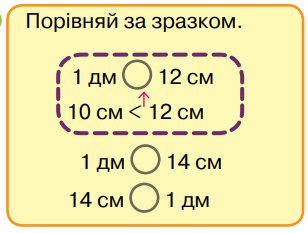 Порівняй за зразком.
1 дм ◯ 12 см
10 см < 12 см
1 дм ◯ 14 см
14 см ◯ 1 дм